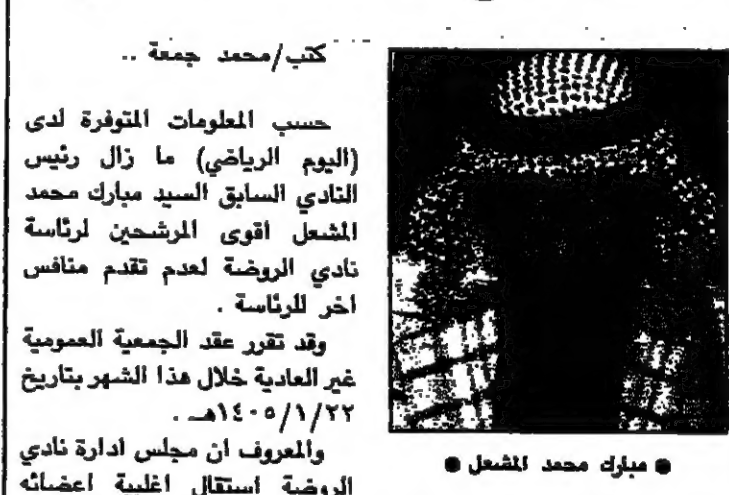 كتب/محمد جمعة ..
حسب المعلومات المتوفرة لدى
(اليوم الرياضي) ما زال رئيس
النادي السابق السيد مبارك محمد
المشعل اقوى المرشحين لرئاسة
نادي الروضة لعدم تقدم منافس
اخر للرئاسة .
وقد تقرر عقد الجمعية العمومية
غير العادية خلال هذا الشهر بتاريخ
١٤٠٥/١/٢٢هـ .
والمعروف ان مجلس ادارة نادي
الروضة استقال اغلبية اعضائه
● مبارك محمد المشعل ●